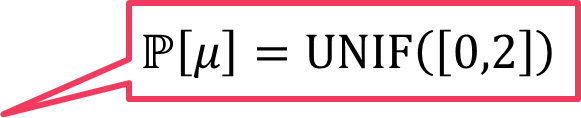 ℙ[𝜇] = UNIF([0,2])